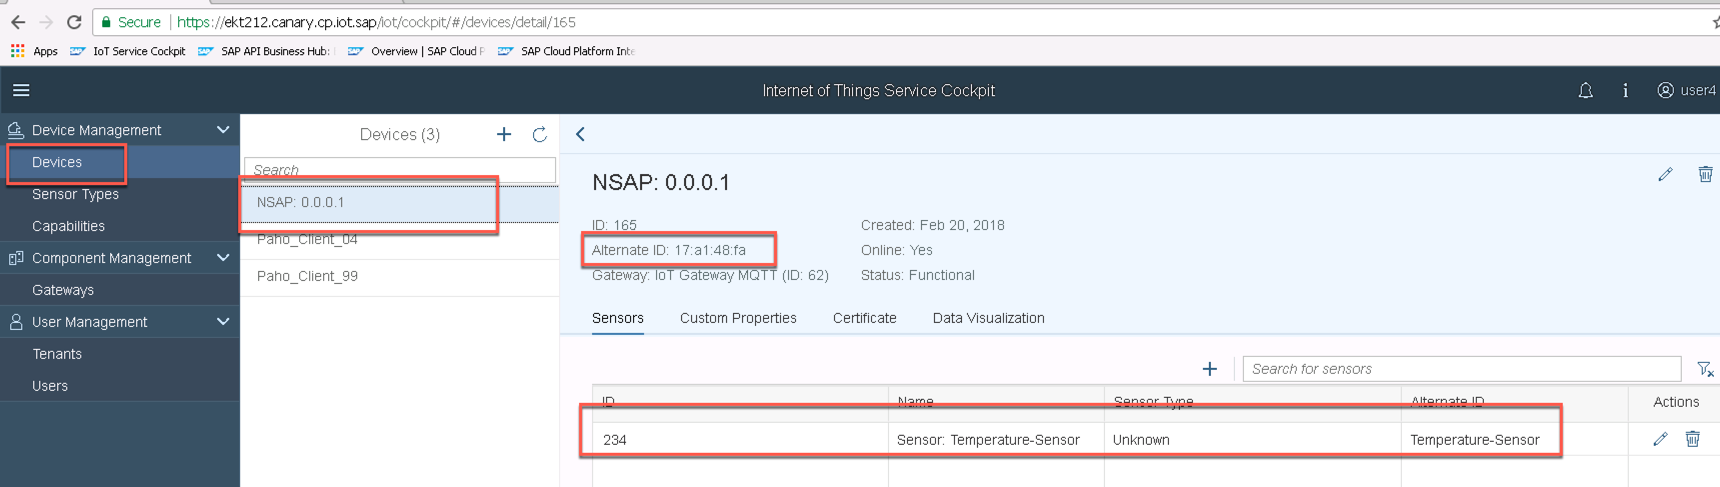 Secure https://ekt212.canary.cp.iot.sap/iot/cockpit/#/devices/detail/165
Apps IoT Service Cockpit SAP API Business Hub: Overview | SAP Cloud P SAP Cloud Platform Inte
Internet of Things Service Cockpit
user4
Device Management
Devices
Sensor Types
Capabilities
Component Management
Gateways
User Management
Tenants
Users
Devices (3)
Search
NSAP: 0.0.0.1
Paho_Client_04
Paho_Client_99
NSAP: 0.0.0.1
ID: 165
Alternate ID: 17:a1:48:fa
Gateway: IoT Gateway MQTT (ID: 62)
Created: Feb 20, 2018
Online: Yes
Status: Functional
Sensors Custom Properties Certificate Data Visualization
Search for sensors
ID Name Sensor Type Alternate ID Actions
234 Sensor: Temperature-Sensor Unknown Temperature-Sensor